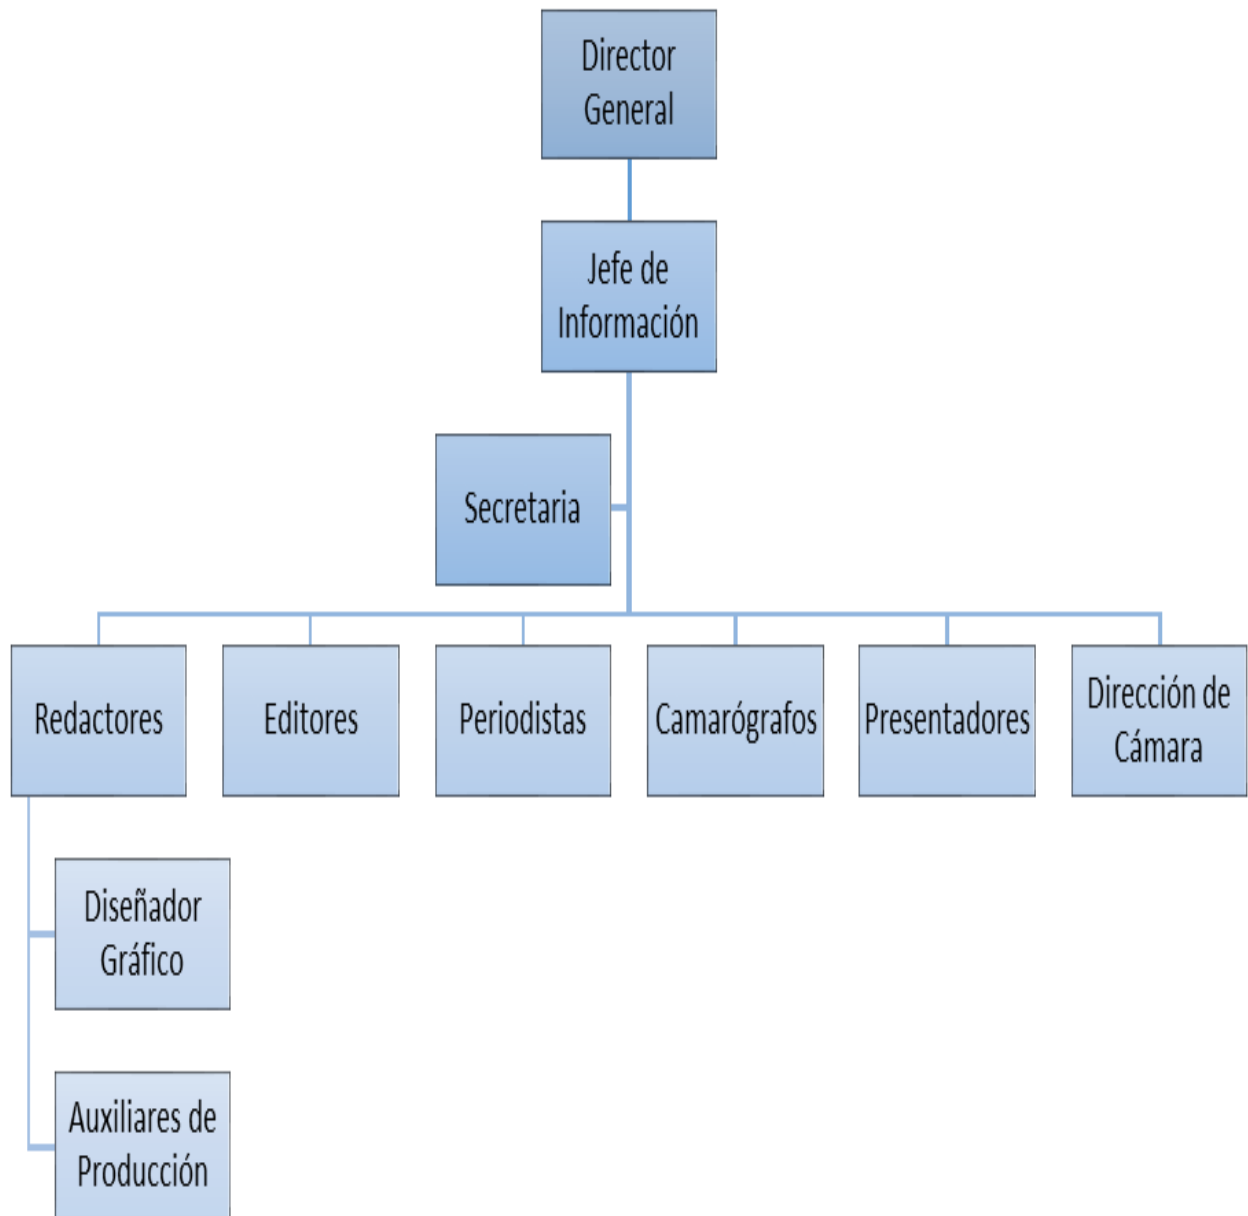 Director
General
Jefe de
Información
Secretaria
Redactores
Editores
Periodistas
Camarógrafos
Presentadores
Dirección de
Cámara
Diseñador
Gráfico
Auxiliares de
Producción